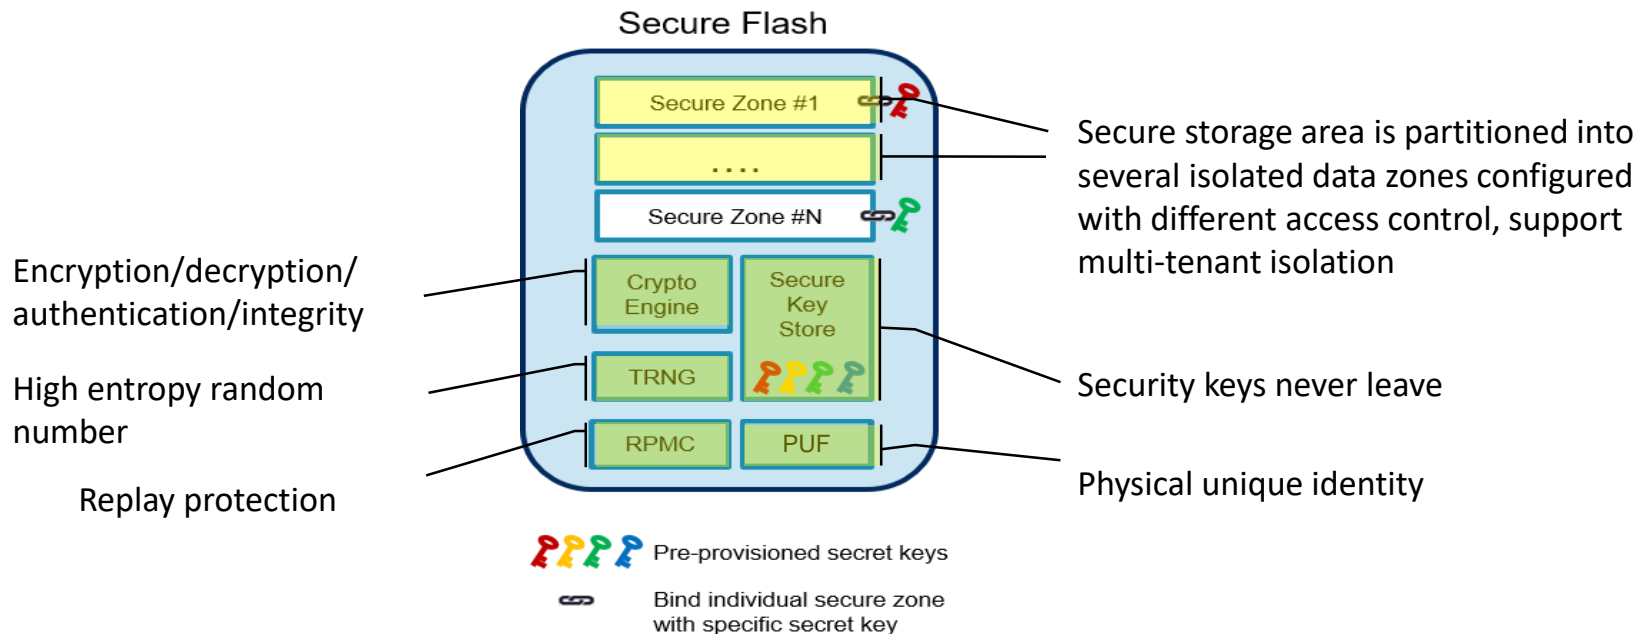 Secure Flash
Secure Zone #1
....
Secure Zone #N
Crypto
Engine
Secure
Key
Store
TRNG
RPMC
PUF
Encryption/decryption/
authentication/integrity
High entropy random
number
Replay protection
Secure storage area is partitioned into
several isolated data zones configured
with different access control, support
multi-tenant isolation
Security keys never leave
Physical unique identity
Pre-provisioned secret keys
Bind individual secure zone
with specific secret key